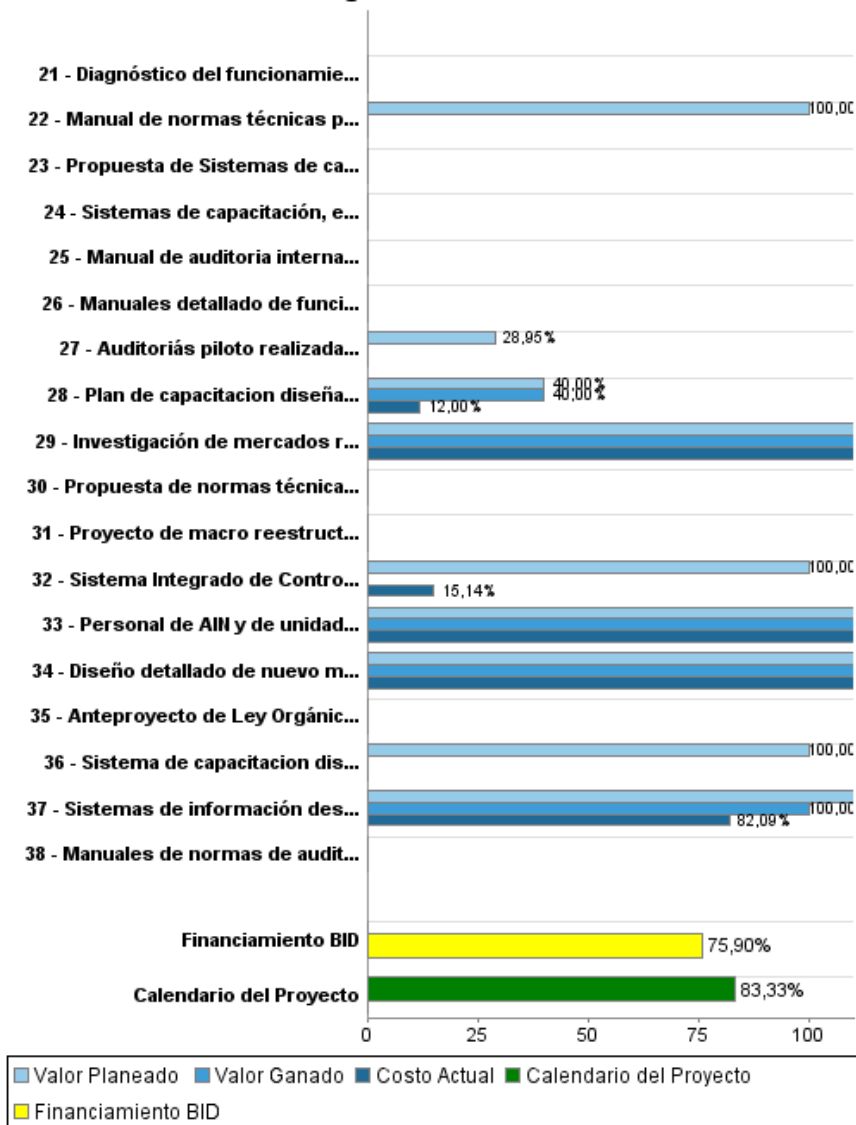 21 - Diagnóstico del funcionamie...
22 - Manual de normas técnicas p...
100,00
23 - Propuesta de Sistemas de ca...
24 - Sistemas de capacitación, e...
25 - Manual de auditoria interna...
26 - Manuales detallado de funci...
27 - Auditoriás piloto realizada...
28,95%
28 - Plan de capacitacion diseña...
40,00%
40,00%
12,00%
29 - Investigación de mercados r...
30 - Propuesta de normas técnica...
31 - Proyecto de macro reestruct...
32 - Sistema Integrado de Contro...
100,00
15,14%
33 - Personal de AIN y de unidad...
34 - Diseño detallado de nuevo m...
35 - Anteproyecto de Ley Orgánic...
36 - Sistema de capacitacion dis...
100,00
37 - Sistemas de información des...
100,00
82,09%
38 - Manuales de normas de audit...
Financiamiento BID
75,90%
Calendario del Proyecto
83,33%
0 25 50 75 100
Valor Planeado Valor Ganado Costo Actual Calendario del Proyecto
Financiamiento BID